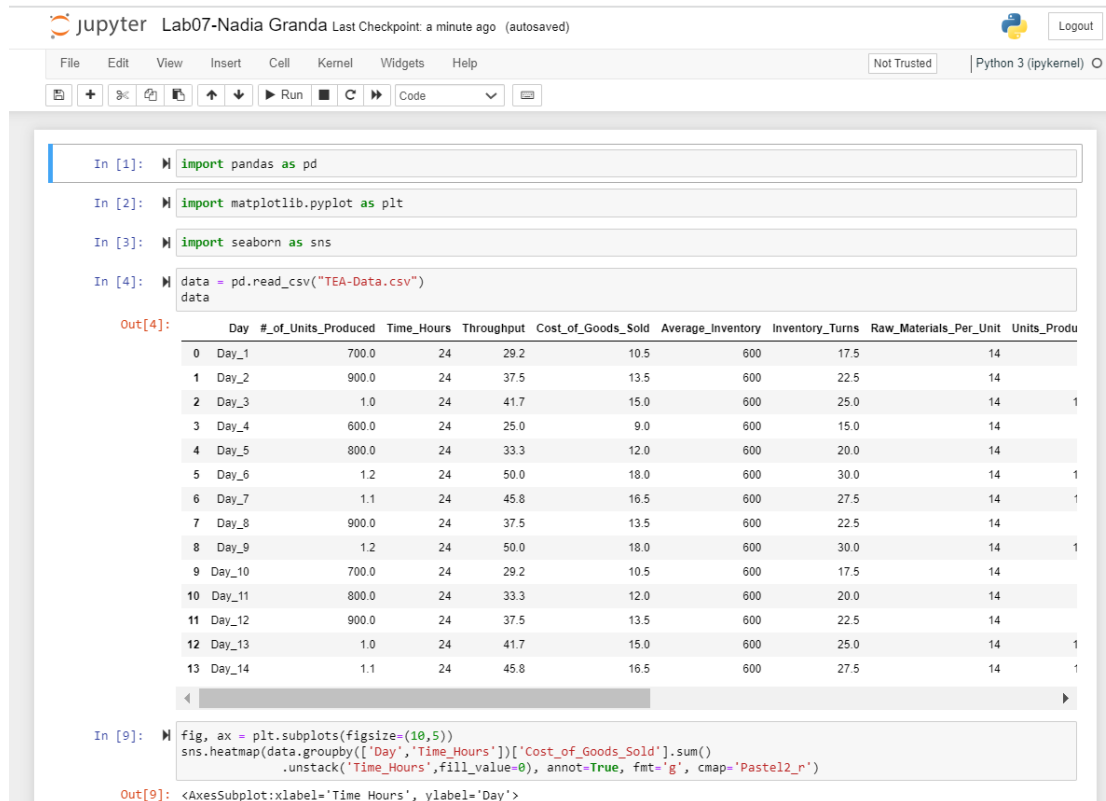 jupyter Lab07-Nadia Granda Last Checkpoint: a minute ago (autosaved)
Logout
File Edit View Insert Cell Kernel Widgets Help
Not Trusted
Python 3 (ipykernel)
Run
Code
In [1]: import pandas as pd
In [2]: import matplotlib.pyplot as plt
In [3]: import seaborn as sns
In [4]: data = pd.read_csv("TEA-Data.csv")
data
Out[4]:
Day #_of_Units_Produced Time_Hours Throughput Cost_of_Goods_Sold Average_Inventory Inventory_Turns Raw_Materials_Per_Unit Units_Produ
0 Day_1 700.0 24 29.2 10.5 600 17.5 14
1 Day_2 900.0 24 37.5 13.5 600 22.5 14
2 Day_3 1.0 24 41.7 15.0 600 25.0 14 1
3 Day_4 600.0 24 25.0 9.0 600 15.0 14
4 Day_5 800.0 24 33.3 12.0 600 20.0 14
5 Day_6 1.2 24 50.0 18.0 600 30.0 14 1
6 Day_7 1.1 24 45.8 16.5 600 27.5 14 1
7 Day_8 900.0 24 37.5 13.5 600 22.5 14
8 Day_9 1.2 24 50.0 18.0 600 30.0 14 1
9 Day_10 700.0 24 29.2 10.5 600 17.5 14
10 Day_11 800.0 24 33.3 12.0 600 20.0 14
11 Day_12 900.0 24 37.5 13.5 600 22.5 14
12 Day_13 1.0 24 41.7 15.0 600 25.0 14 1
13 Day_14 1.1 24 45.8 16.5 600 27.5 14 1
In [9]: fig, ax = plt.subplots(figsize=(10,5))
sns.heatmap(data.groupby(['Day','Time_Hours'])['Cost_of_Goods_Sold'].sum()
.unstack('Time_Hours',fill_value=0), annot=True, fmt='g', cmap='Pastel2_r')
Out[9]: <AxesSubplot:xlabel='Time_Hours', ylabel='Day'>